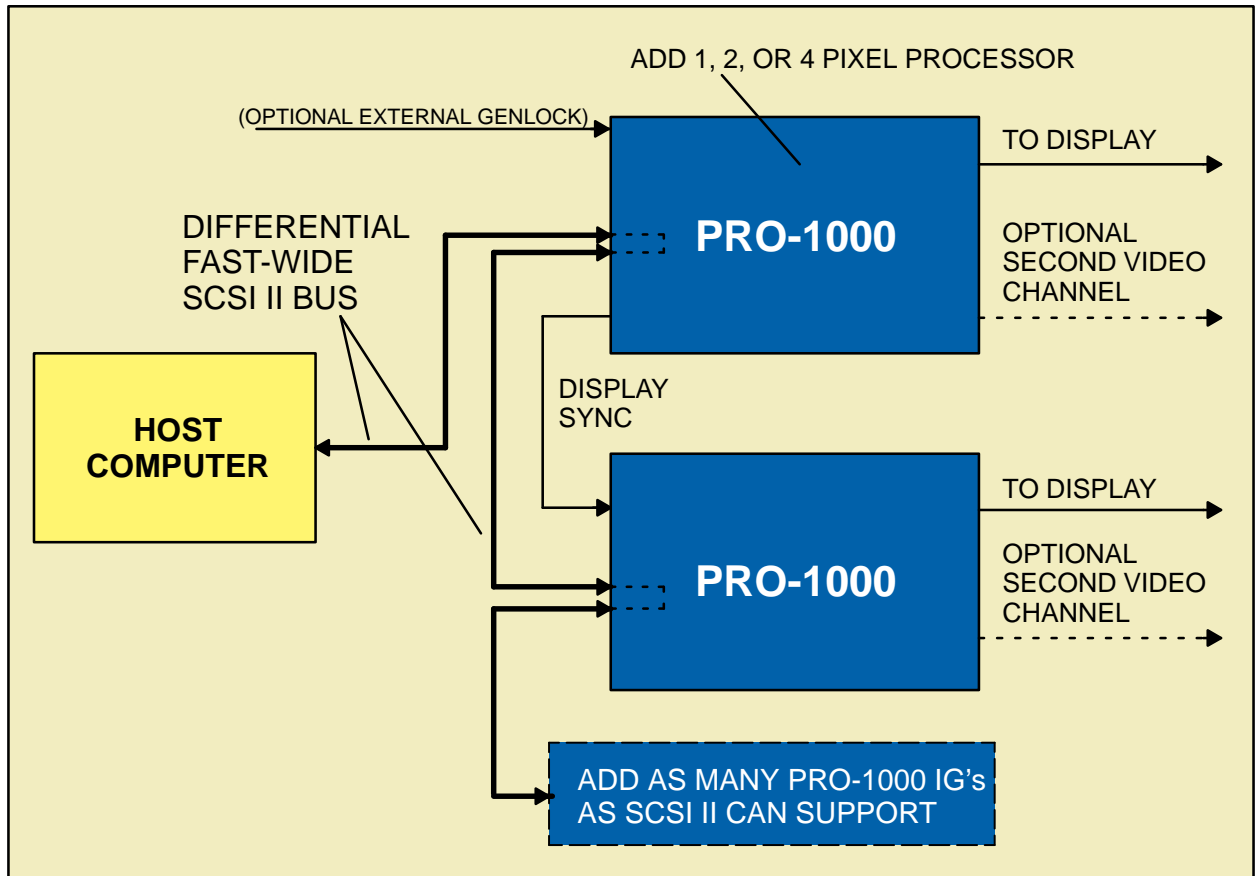 ADD 1, 2, OR 4 PIXEL PROCESSOR
(OPTIONAL EXTERNAL GENLOCK)
TO DISPLAY
PRO-1000
OPTIONAL
SECOND VIDEO
CHANNEL
DIFFERENTIAL
FAST-WIDE
SCSI II BUS
DISPLAY
SYNC
HOST
COMPUTER
TO DISPLAY
PRO-1000
OPTIONAL
SECOND VIDEO
CHANNEL
ADD AS MANY PRO-1000 IG's
AS SCSI II CAN SUPPORT